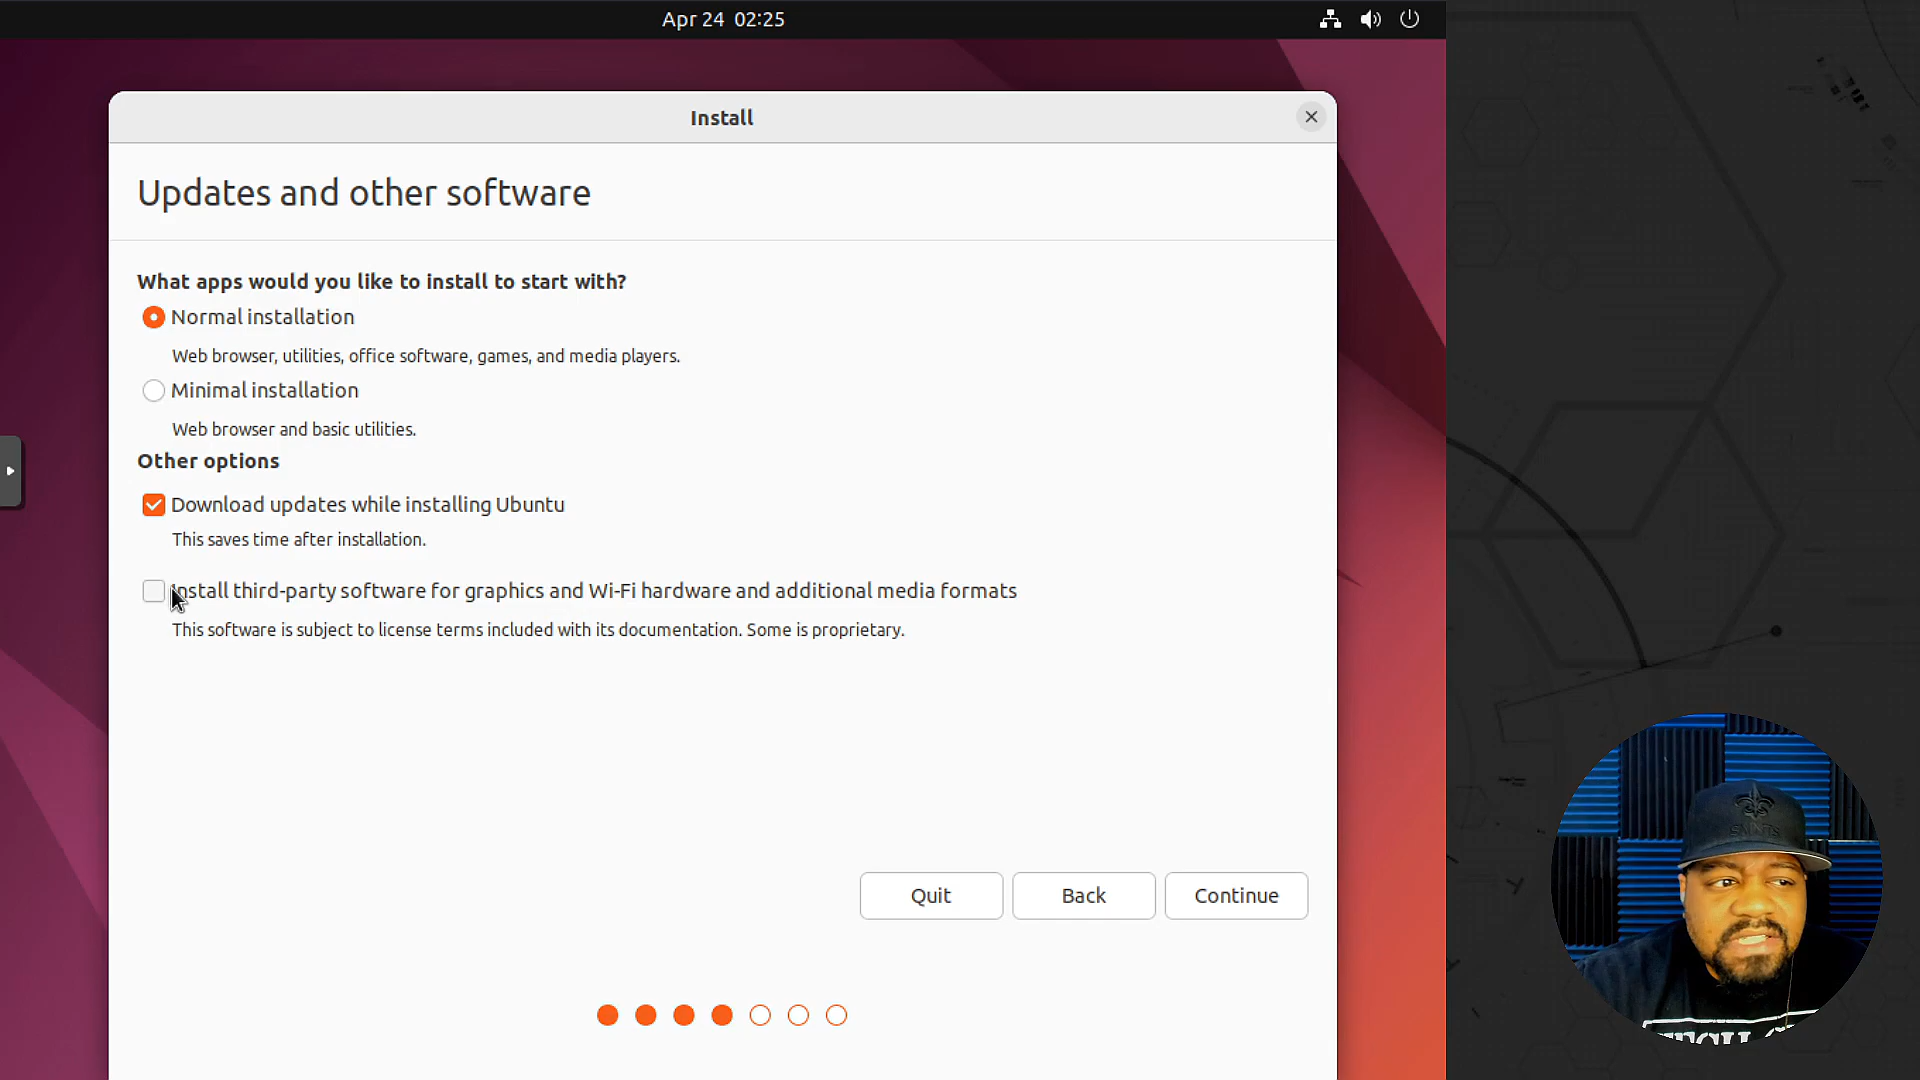 Apr 24 02:25
Install
Updates and other software
What apps would you like to install to start with?
Normal installation
Web browser, utilities, office software, games, and media players.
Minimal installation
Web browser and basic utilities.
Other options
Download updates while installing Ubuntu
This saves time after installation.
Install third-party software for graphics and Wi-Fi hardware and additional media formats
This software is subject to license terms included with its documentation. Some is proprietary.
Quit
Back
Continue
SAINTS